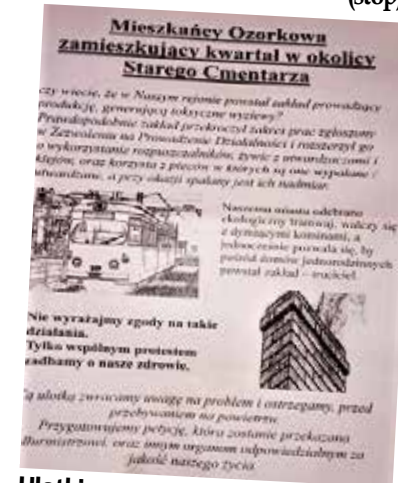 (stop)
Mieszkańcy Ozorkowa
zamieszkujący kwartał w okolicy
Starego Cmentarza
czy wiecie, że w Naszym rejonie powstał zakład prowadzący
produkcję, generującą toksyczne wyziewy?
Prawdopodobnie zakład przekroczył zakres prac zgłoszony
w Zezwoleniu na Prowadzenie Działalności i rozszerzył go
o wykorzystanie rozpuszczalników, żywic z utwardzaczami i
klejów, oraz korzysta z pieców w których są one wypalane /
utwardzane, a przy okazji spalany jest ich nadmiar.
Naszemu miastu odebrano
ekologiczny tramwaj, walczy się
z dymiącymi kominami, a
jednocześnie pozwala się, by
pośród domów jednorodzinnych
powstał zakład – truciciel.
Nie wyrażajmy zgody na takie
działania.
Tylko wspólnym protestem
zadbamy o nasze zdrowie.
Tą ulotką zwracamy uwagę na problem i ostrzegamy, przed
przebywaniem na powietrzu.
Przygotowujemy petycję, która zostanie przekazana
Burmistrzowi, oraz innym organom odpowiedzialnym za
jakość naszego życia